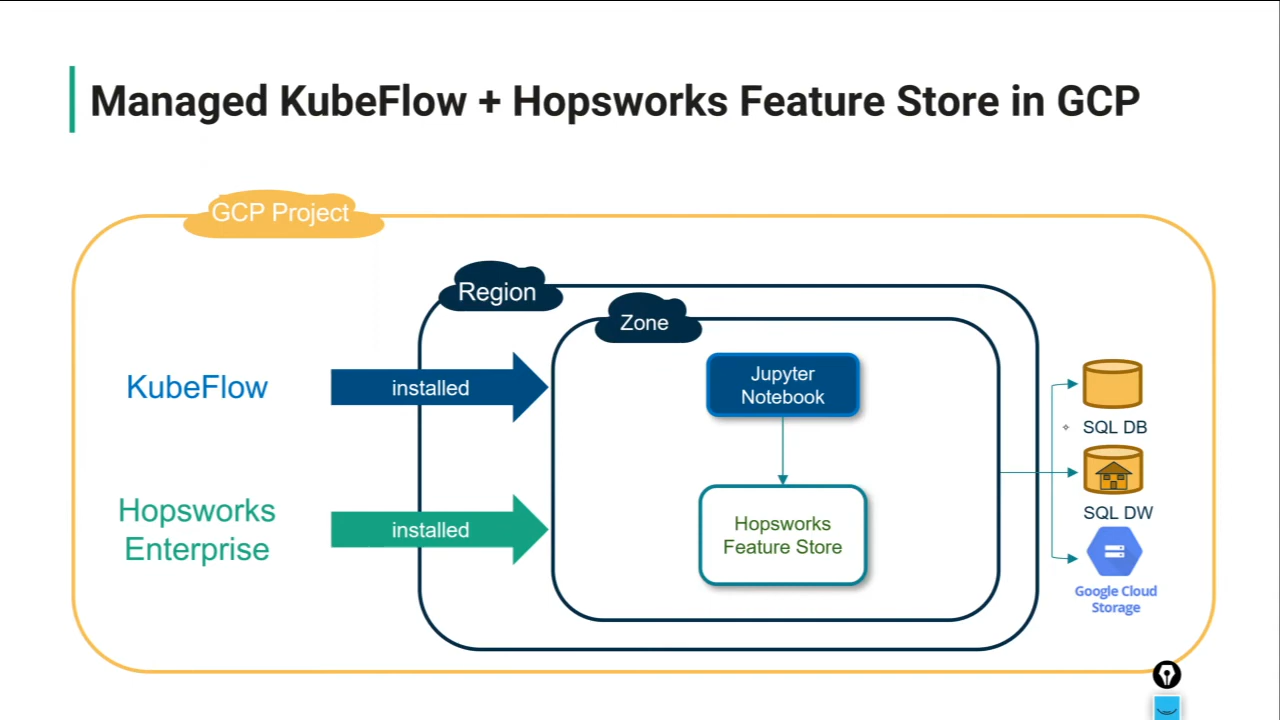 Managed KubeFlow + Hopsworks Feature Store in GCP
GCP Project
Region
Zone
KubeFlow
installed
Jupyter
Notebook
SQL DB
SQL DW
Hopsworks
Enterprise
installed
Hopsworks
Feature Store
Google Cloud
Storage